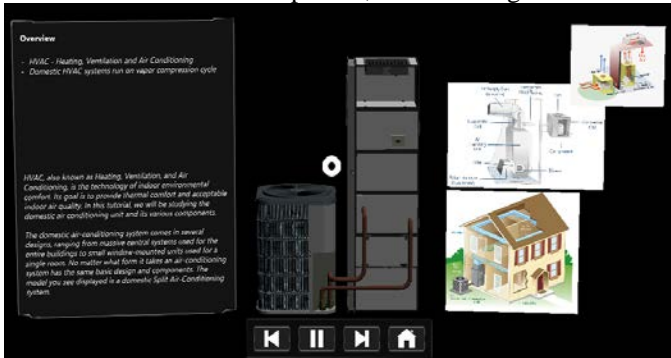 Overview
- HVAC - Heating, Ventilation and Air Conditioning
- Domestic HVAC systems run on vapor compression cycle
HVAC, also known as Heating, Ventilation, and Air
Conditioning, is the technology of indoor environmental
comfort. Its goal is to provide thermal comfort and acceptable
indoor air quality. In this tutorial, we will be studying the
domestic air conditioning unit and its various components.
The domestic air-conditioning system comes in several
designs, ranging from massive central systems used for the
entire buildings to small window-mounted units used for a
single room. No matter what form it takes an air-conditioning
system has the same basic design and components. The
model you see displayed is a domestic Split Air-Conditioning
System.